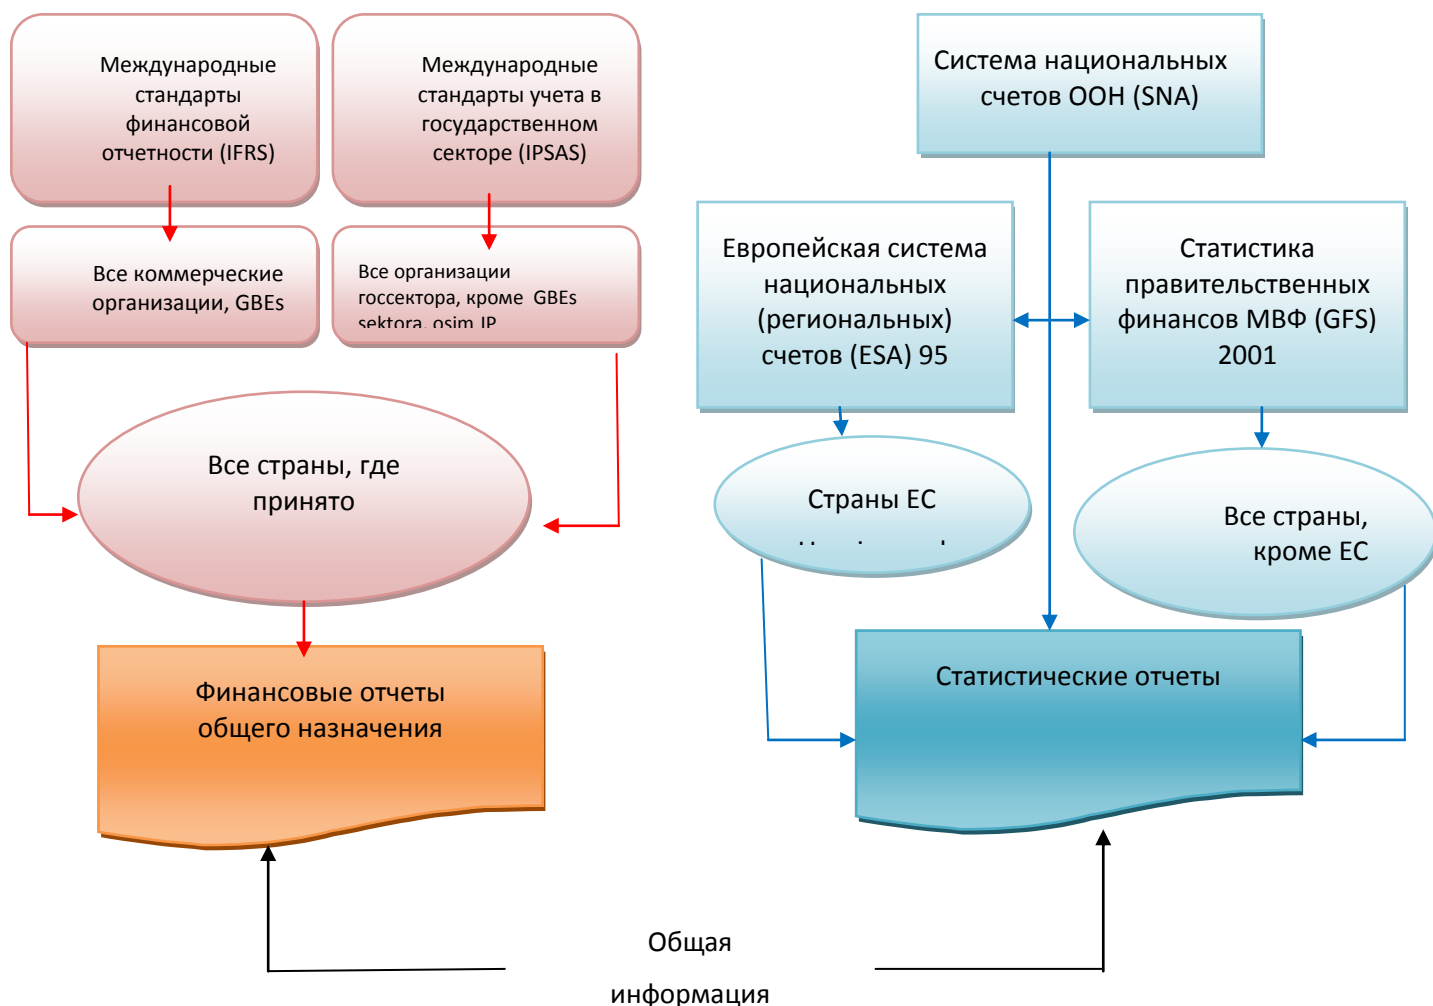 Международные
стандарты
финансовой
отчетности (IFRS)
Международные
стандарты учета в
государственном
секторе (IPSAS)
Система национальных
счетов ООН (SNA)
Все коммерческие
организации, GBEs
Все организации
госсектора, кроме GBEs
sektora, osim JP
Европейская система
национальных
(региональных)
счетов (ESA) 95
Статистика
правительственных
финансов МВФ (GFS)
2001
Все страны, где
принято
Страны ЕС
Все страны,
кроме ЕС
Финансовые отчеты
общего назначения
Статистические отчеты
Общая
информация